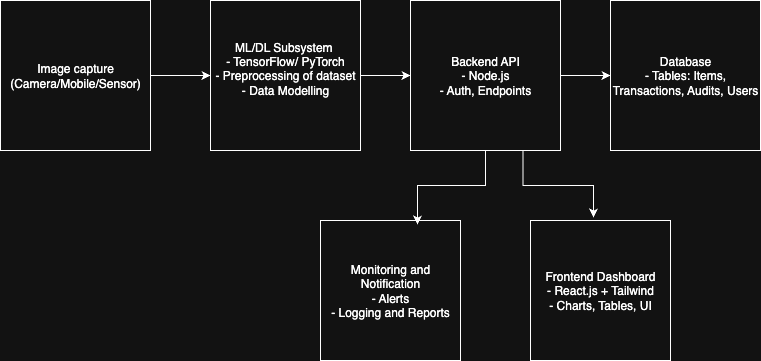 Image capture
(Camera/Mobile/Sensor)
ML/DL Subsystem
- TensorFlow/ PyTorch
- Preprocessing of dataset
- Data Modelling
Backend API
- Node.js
- Auth, Endpoints
Database
- Tables: Items,
Transactions, Audits, Users
Monitoring and
Notification
- Alerts
- Logging and Reports
Frontend Dashboard
- React.js + Tailwind
- Charts, Tables, UI